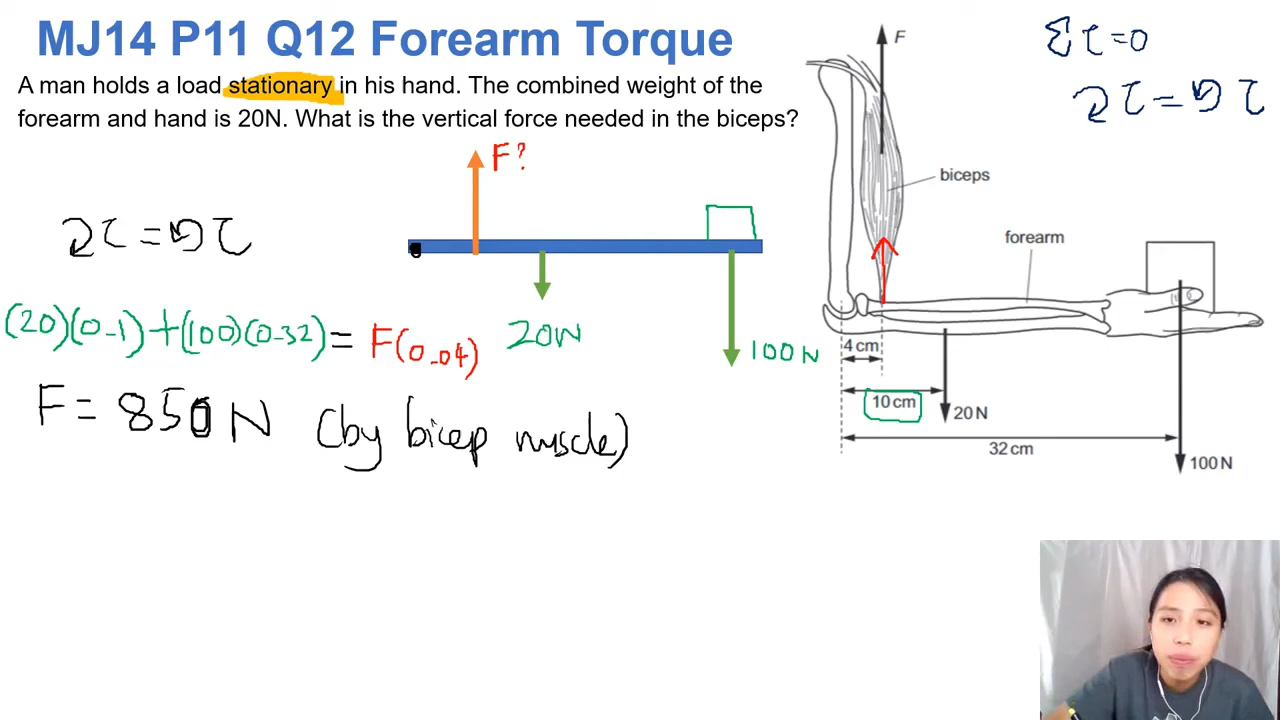 MJ14 P11 Q12 Forearm Torque
A man holds a load stationary in his hand. The combined weight of the
forearm and hand is 20N. What is the vertical force needed in the biceps?
Στ=0
↻τ=↺τ
F?
F
biceps
forearm
↻τ=↺τ
(20)(0.1)+(100)(0.32)=F(0.04)
20N
100N
4 cm
10 cm
20 N
32 cm
100 N
F = 850 N (by bicep muscle)